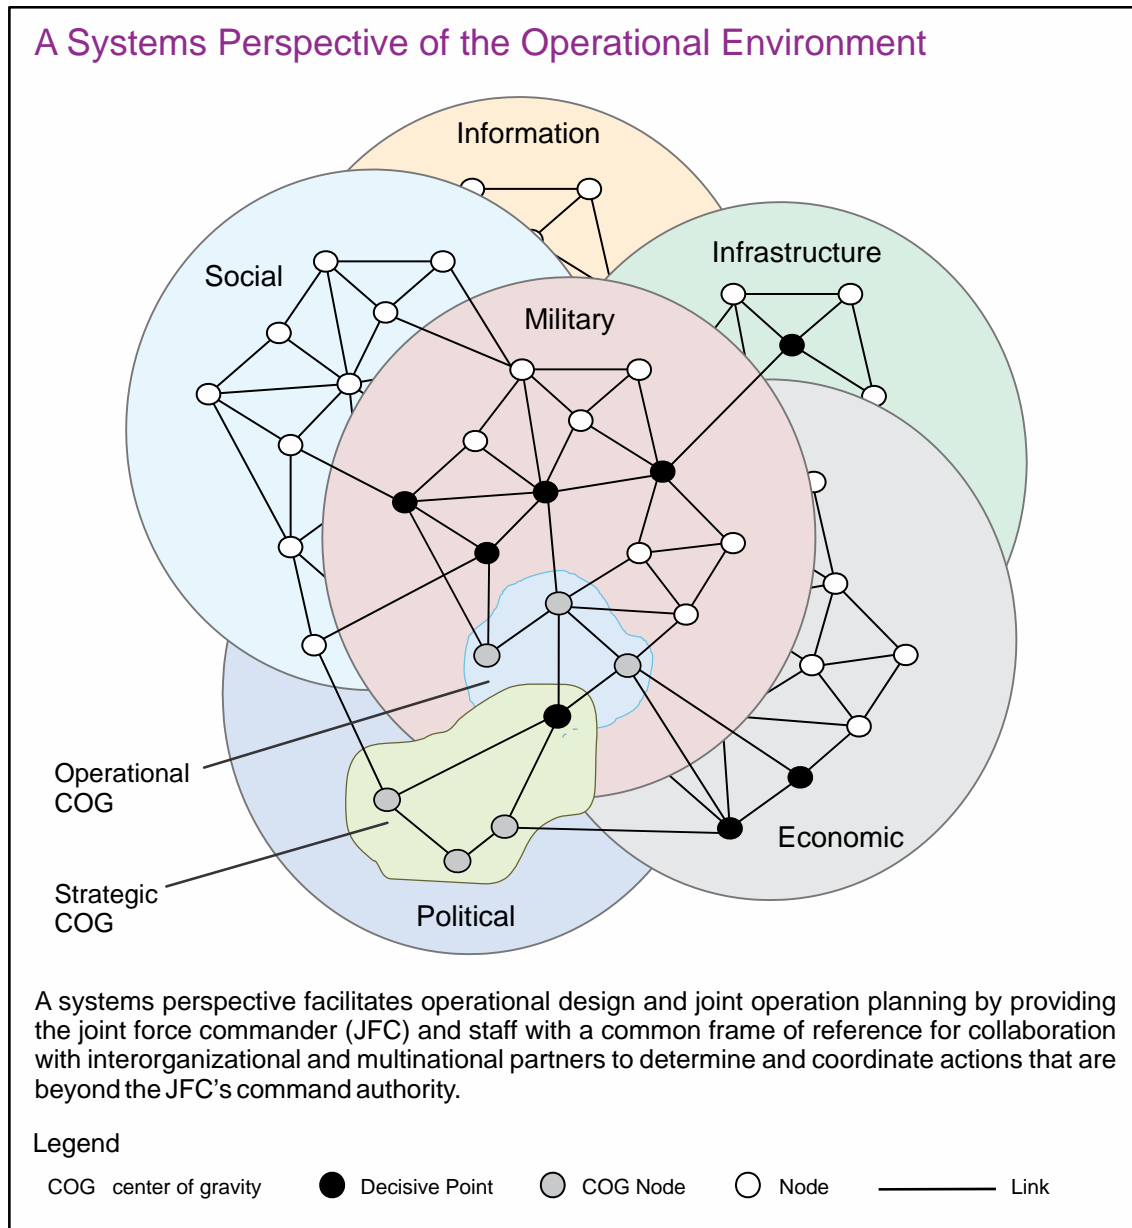 A Systems Perspective of the Operational Environment
Information
Infrastructure
Social
Military
Operational
COG
Economic
Strategic
COG
Political
A systems perspective facilitates operational design and joint operation planning by providing
the joint force commander (JFC) and staff with a common frame of reference for collaboration
with interorganizational and multinational partners to determine and coordinate actions that are
beyond the JFC’s command authority.
Legend
COG center of gravity Decisive Point COG Node Node Link